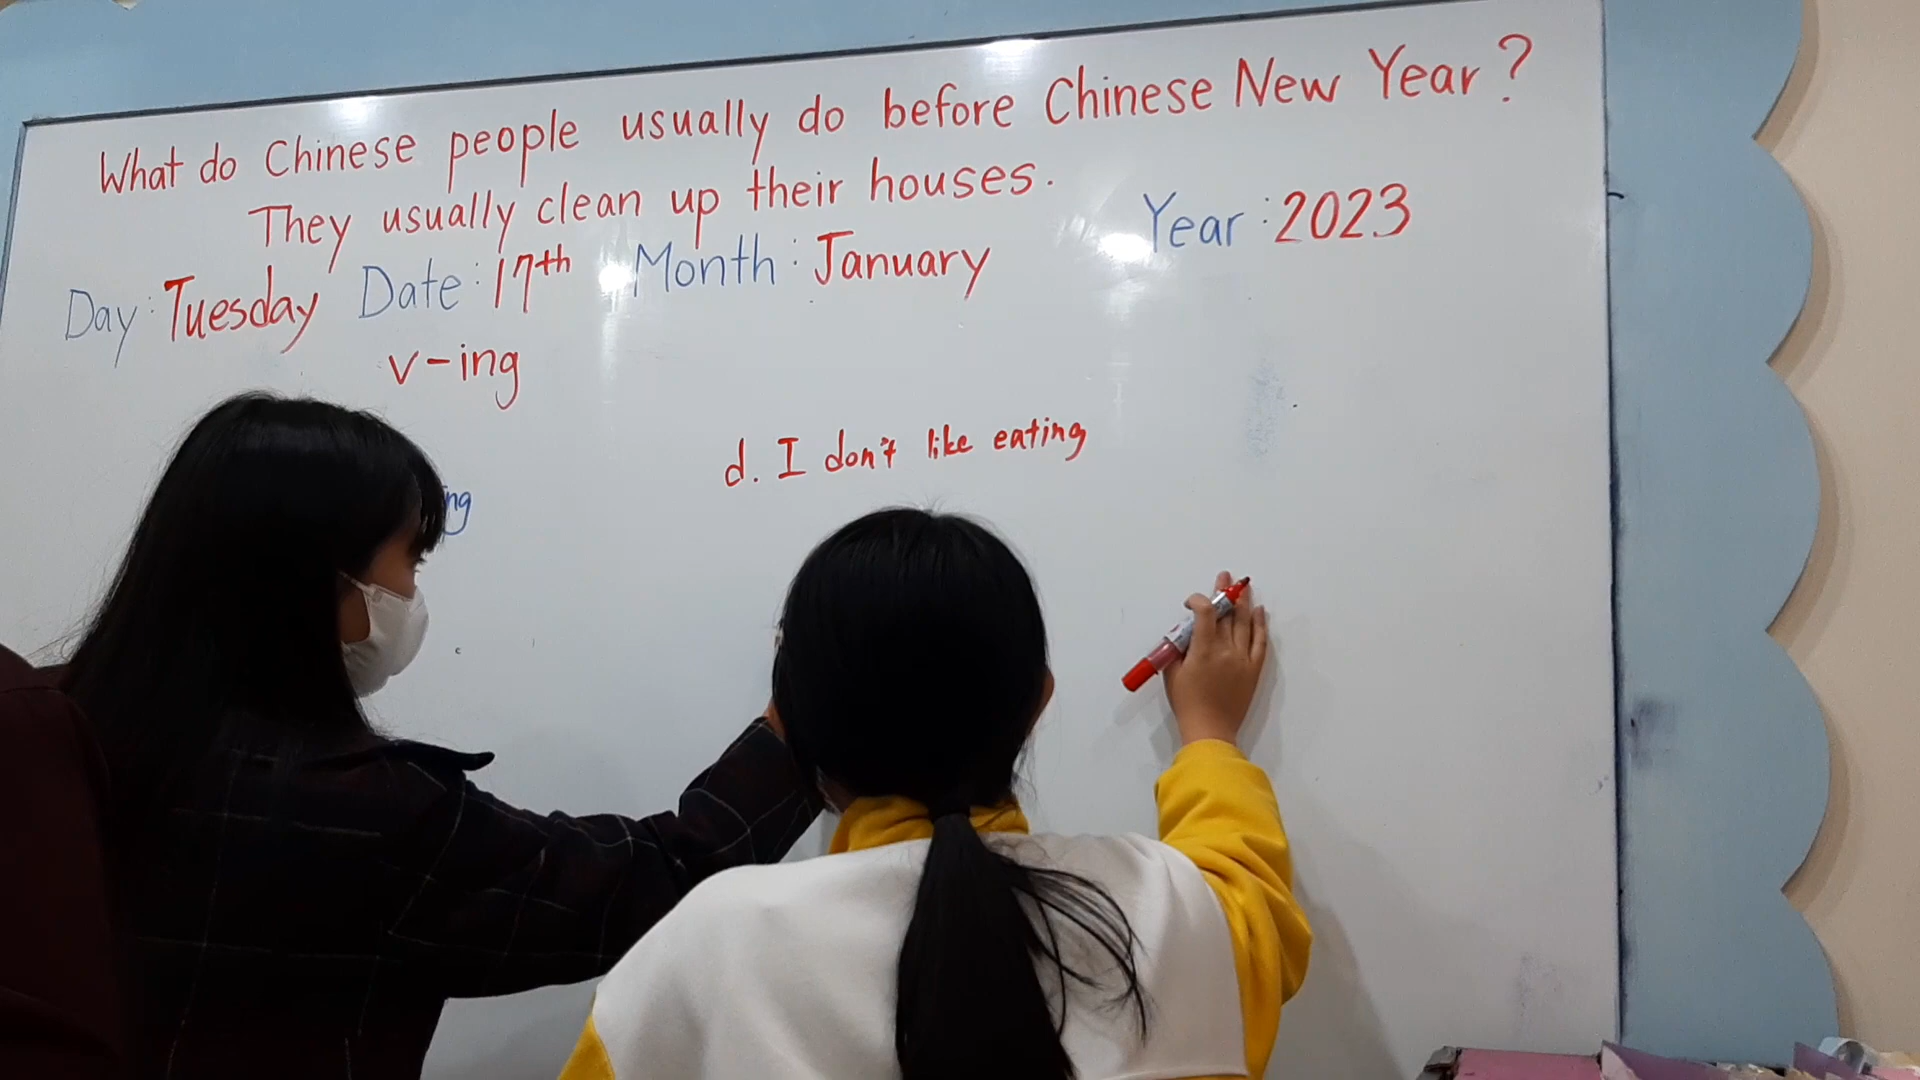 What do Chinese people usually do before Chinese New Year?
They usually clean up their houses.
Day: Tuesday Date: 17th Month: January Year: 2023
v-ing
d. I don't like eating
ng